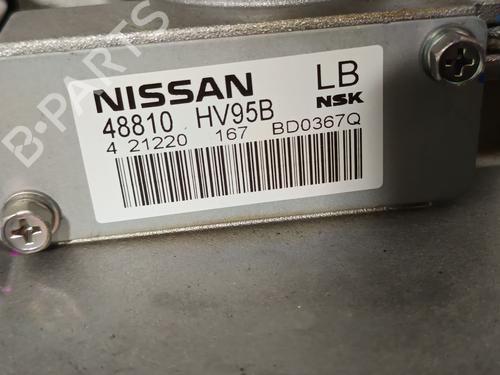 NISSAN LB
NSK
48810 HV95B
4 21220 167 BD0367Q
B-PARTS